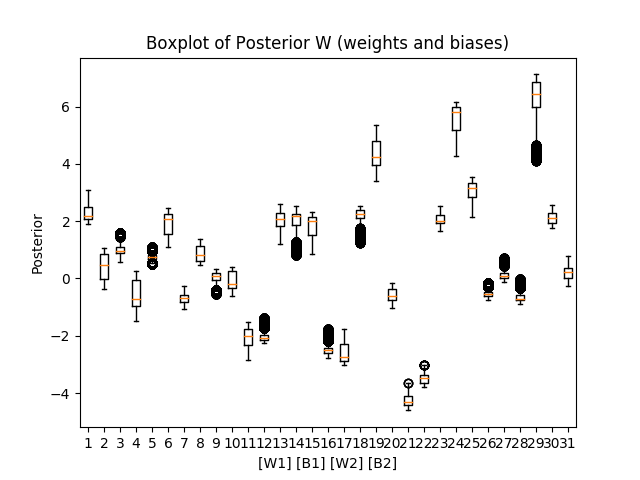 Boxplot of Posterior W (weights and biases)
Posterior
6
4
2
0
−2
−4
1 2 3 4 5 6 7 8 9 10 11 12 13 14 15 16 17 18 19 20 21 22 23 24 25 26 27 28 29 30 31
[W1] [B1] [W2] [B2]